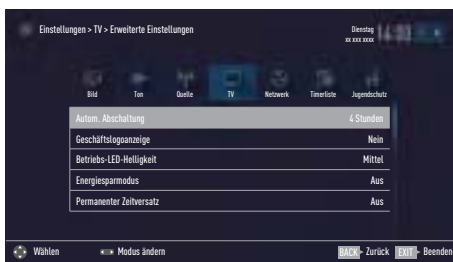 Einstellungen > TV > Erweiterte Einstellungen
Dienstag
xx xxx xxxx
Bild Ton Quelle TV Netzwerk Timerliste Jugendschutz
Autom. Abschaltung 4 Stunden
Geschäftslogoanzeige Nein
Betriebs-LED-Helligkeit Mittel
Energiesparmodus Aus
Permanenter Zeitversatz Aus
Wählen Modus ändern BACK Zurück EXIT Beenden